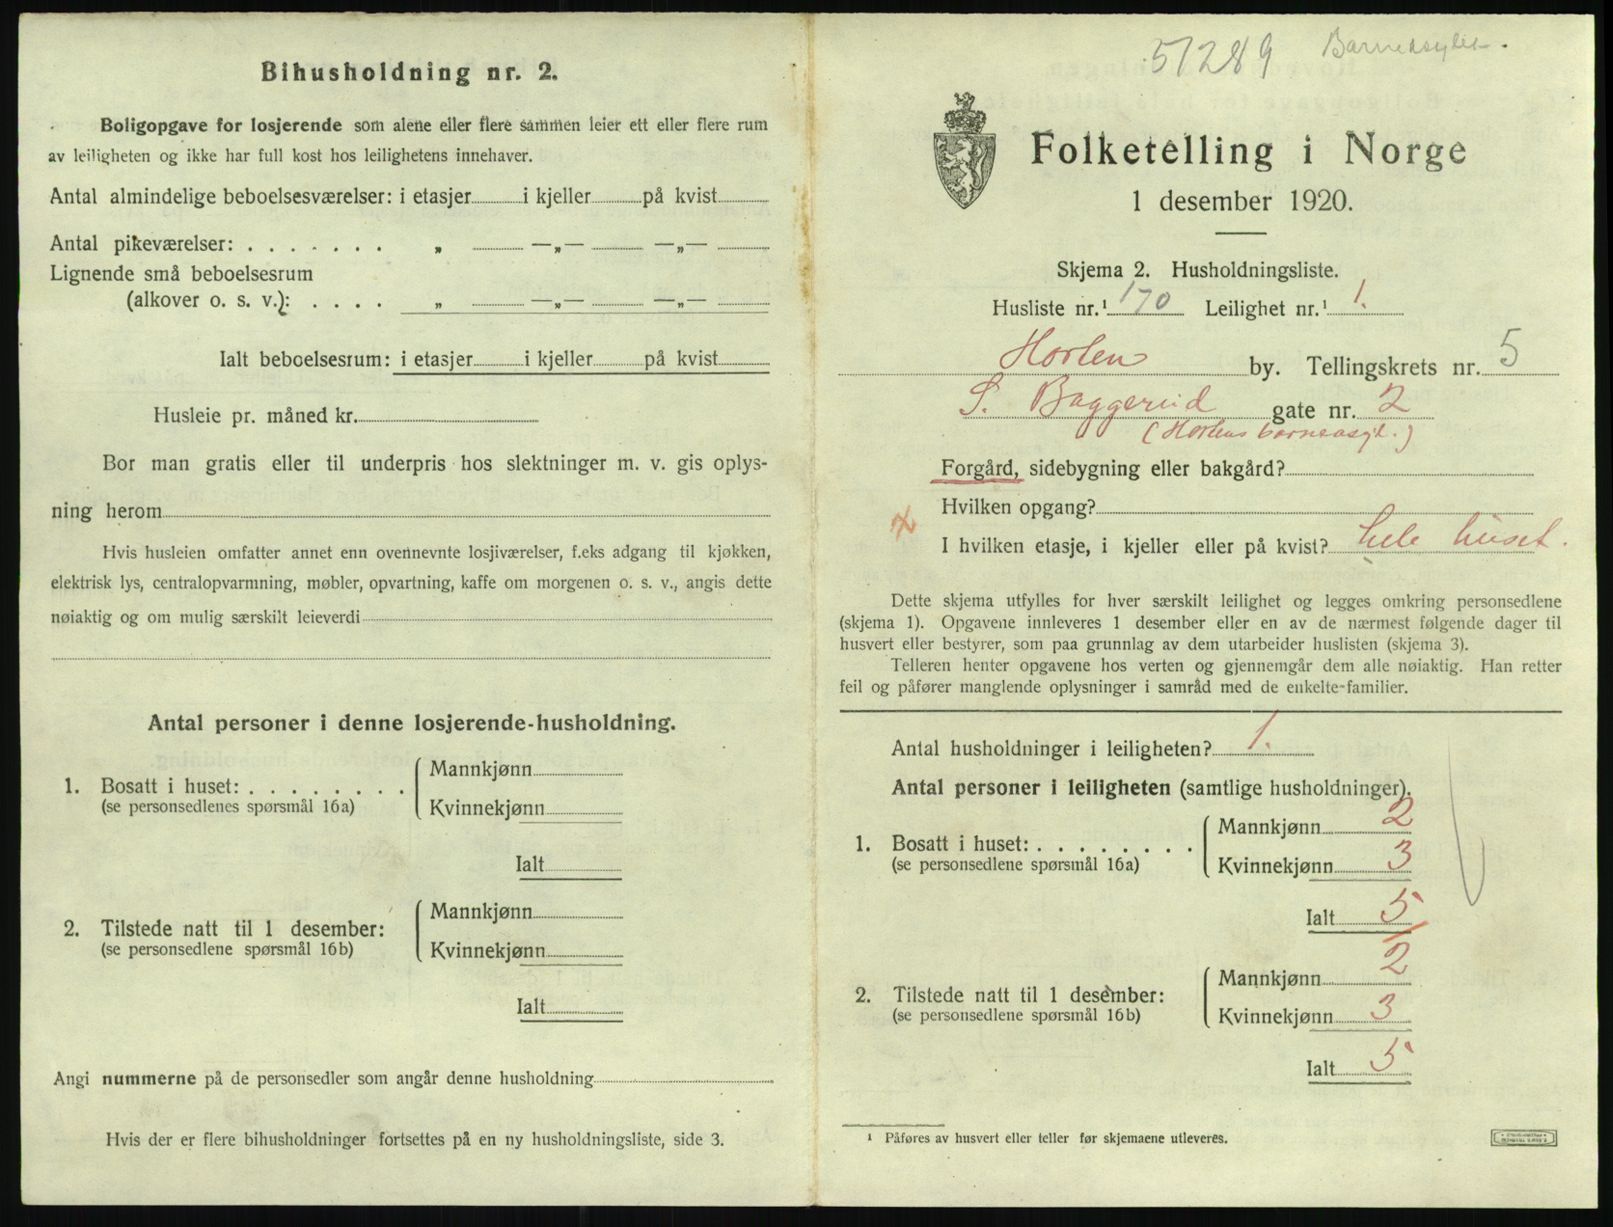 Bihusholdning nr. 2.
Boligopgave for losjerende som alene eller flere sammen leier ett eller flere rum
av leiligheten og ikke har full kost hos leilighetens innehaver.
Antal almindelige beboelsesværelser: i etasjer i kjeller på kvist
Antal pikeværelser: . . . . . . . „ —„— —„—
Lignende små beboelsesrum
(alkover o. s. v.): . . . . „ —„— —„—
Ialt beboelsesrum: i etasjer i kjeller på kvist
Husleie pr. måned kr.
Bor man gratis eller til underpris hos slektninger m. v. gis oplys-
ning herom
Hvis husleien omfatter annet enn ovennevnte losjiværelser, f.eks adgang til kjøkken,
elektrisk lys, centralopvarmning, møbler, opvartning, kaffe om morgenen o. s. v., angis dette
nøiaktig og om mulig særskilt leieverdi
Antal personer i denne losjerende-husholdning.
1. Bosatt i huset: . . . . . . . .
(se personsedlenes spørsmål 16a)
Mannkjønn
Kvinnekjønn
Ialt
2. Tilstede natt til 1 desember:
(se personsedlene spørsmål 16b)
Mannkjønn
Kvinnekjønn
Ialt
Angi nummerne på de personsedler som angår denne husholdning
Hvis der er flere bihusholdninger fortsettes på en ny husholdningsliste, side 3.
51289 Barneasylet.
Folketelling i Norge
1 desember 1920.
Skjema 2. Husholdningsliste.
Husliste nr.¹ 170 Leilighet nr.¹ 1.
Horten by. Tellingskrets nr. 5
S. Baggerud gate nr. 2
(Hortens barneasyl.)
Forgård, sidebygning eller bakgård?
Hvilken opgang?
I hvilken etasje, i kjeller eller på kvist? hele huset.
Dette skjema utfylles for hver særskilt leilighet og legges omkring personsedlene
(skjema 1). Opgavene innleveres 1 desember eller en av de nærmest følgende dager til
husvert eller bestyrer, som paa grunnlag av dem utarbeider huslisten (skjema 3).
Telleren henter opgavene hos verten og gjennemgår dem alle nøiaktig. Han retter
feil og påfører manglende oplysninger i samråd med de enkelte-familier.
Antal husholdninger i leiligheten? 1.
Antal personer i leiligheten (samtlige husholdninger).
1. Bosatt i huset: . . . . . . . .
(se personsedlene spørsmål 16a)
Mannkjønn 2
Kvinnekjønn 3
Ialt 5
2. Tilstede natt til 1 desember:
(se personsedlene spørsmål 16b)
Mannkjønn 2
Kvinnekjønn 3
Ialt 5
¹ Påføres av husvert eller teller før skjemaene utleveres.